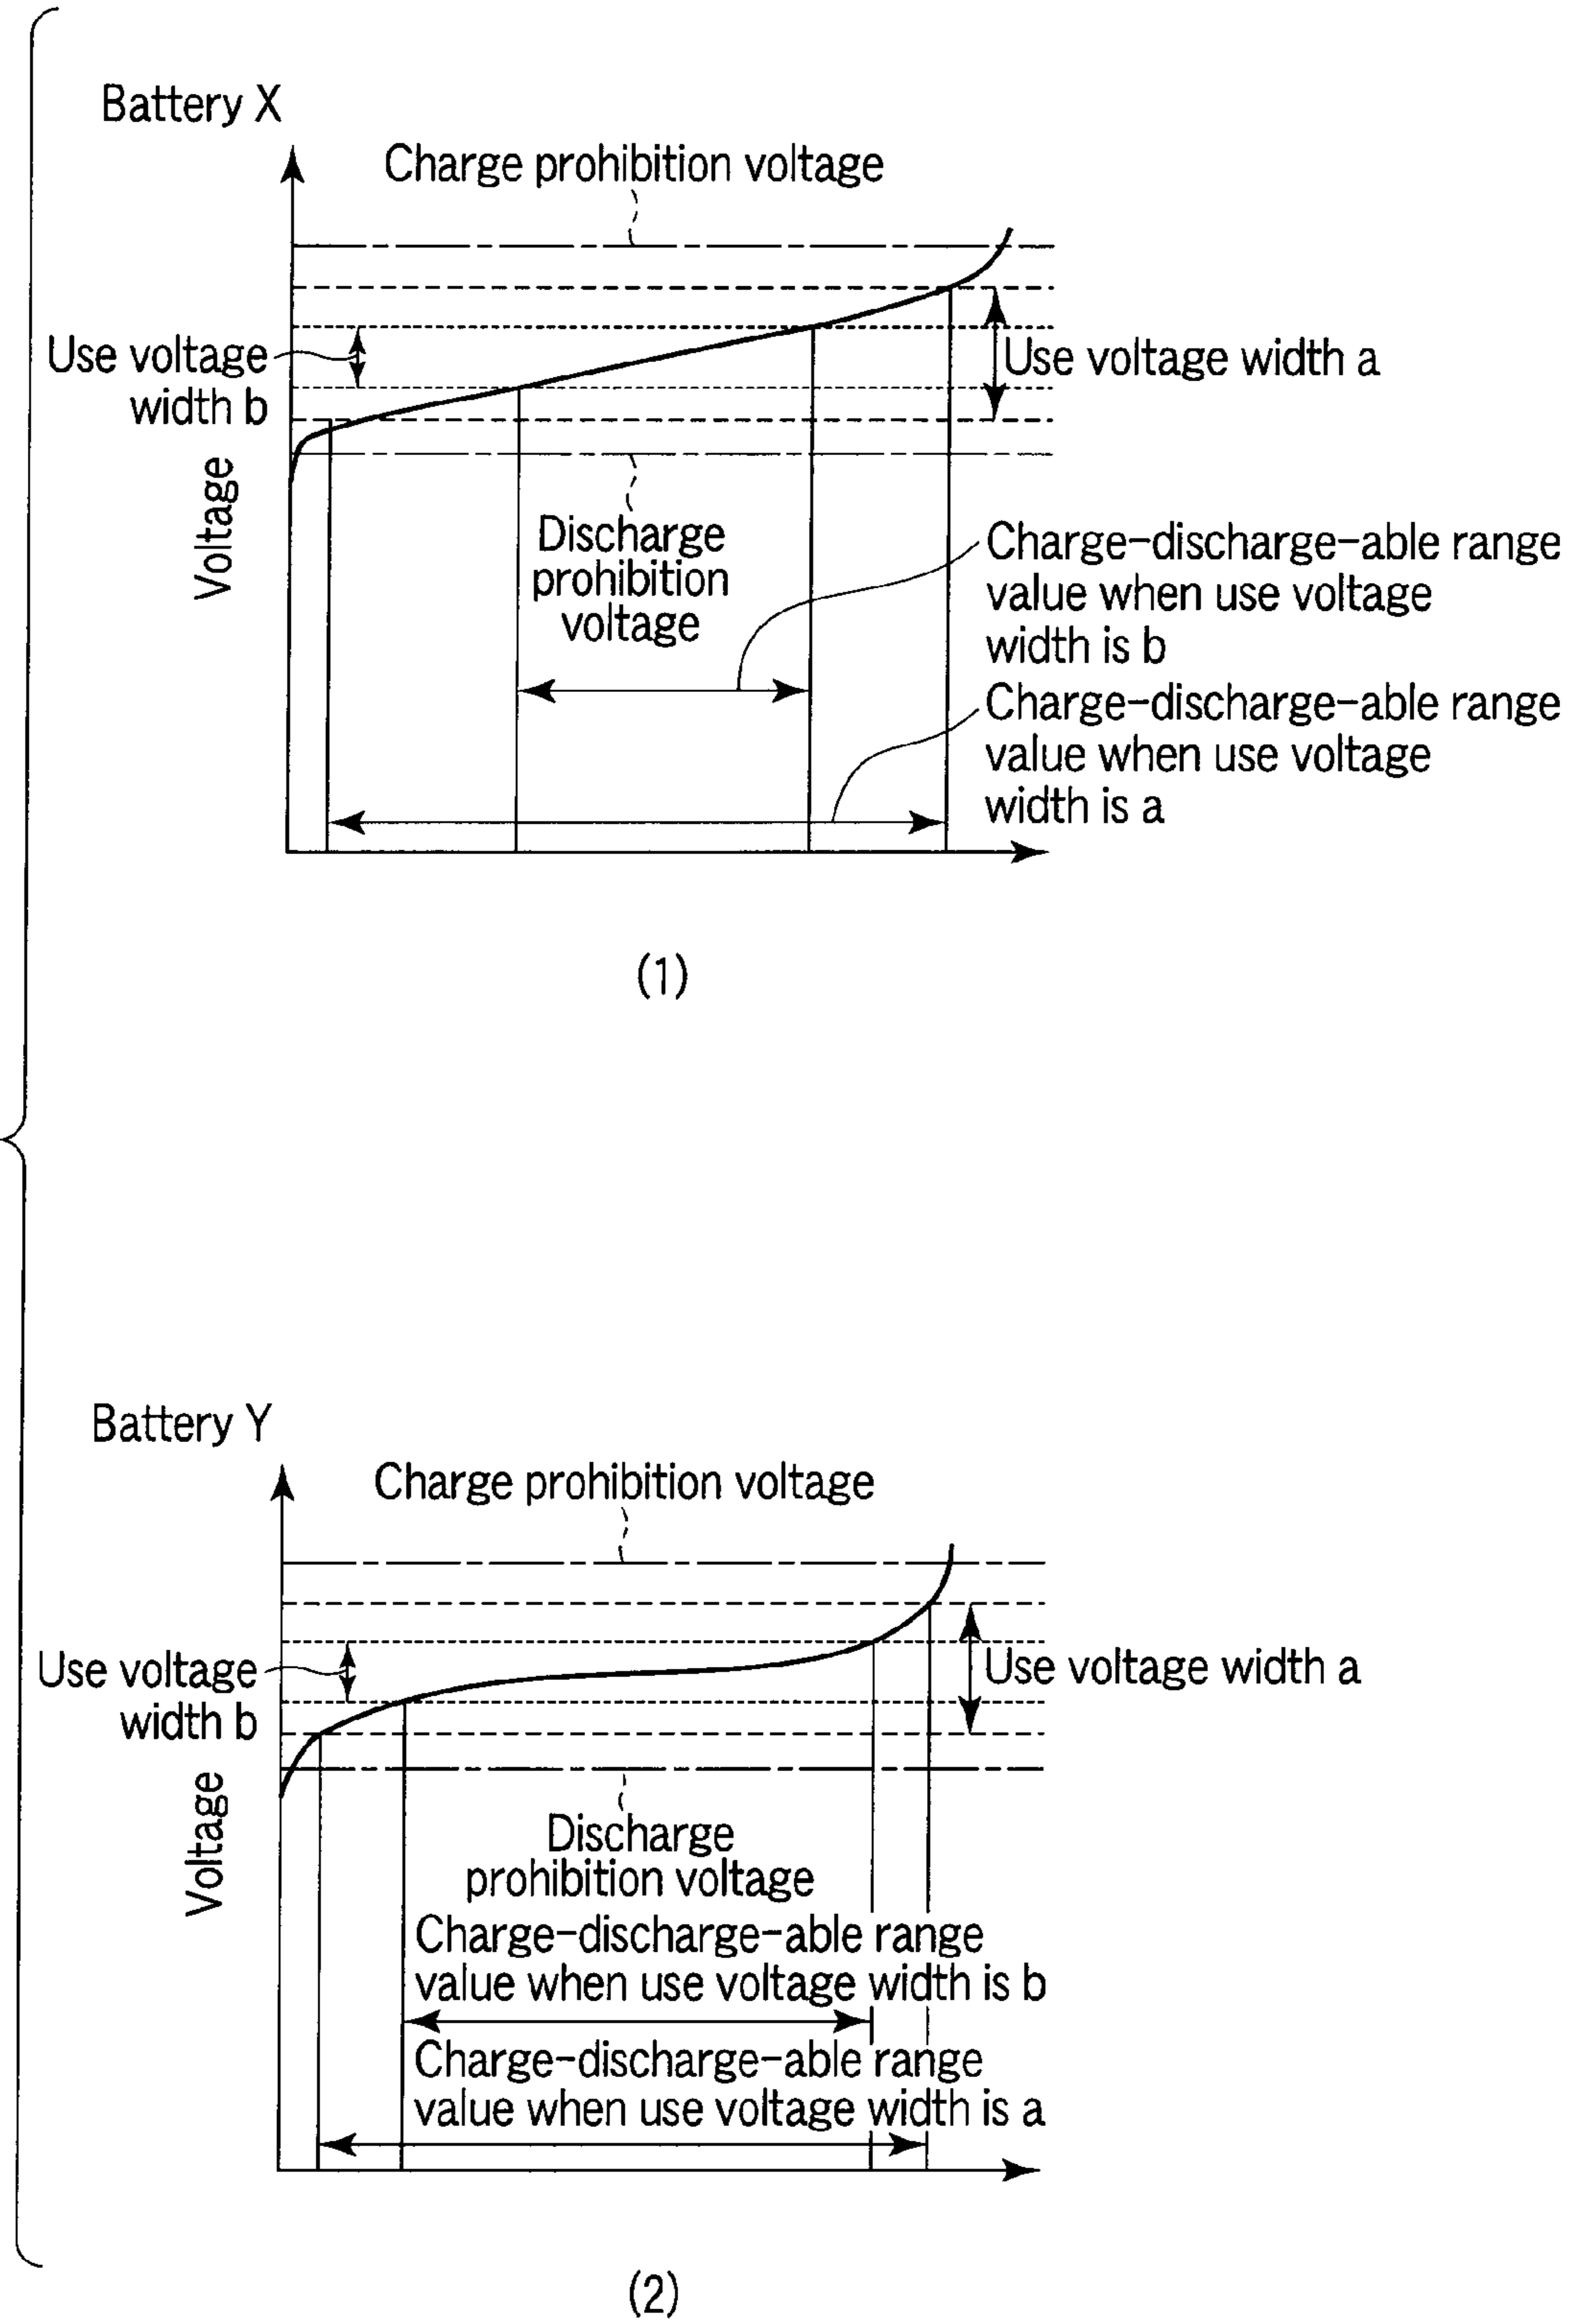 Battery X
Charge prohibition voltage
Use voltage
width b
Use voltage width a
Voltage
Discharge
prohibition
voltage
Charge-discharge-able range
value when use voltage
width is b
Charge-discharge-able range
value when use voltage
width is a
(1)
Battery Y
Charge prohibition voltage
Use voltage
width b
Use voltage width a
Voltage
Discharge
prohibition voltage
Charge-discharge-able range
value when use voltage width is b
Charge-discharge-able range
value when use voltage width is a
(2)